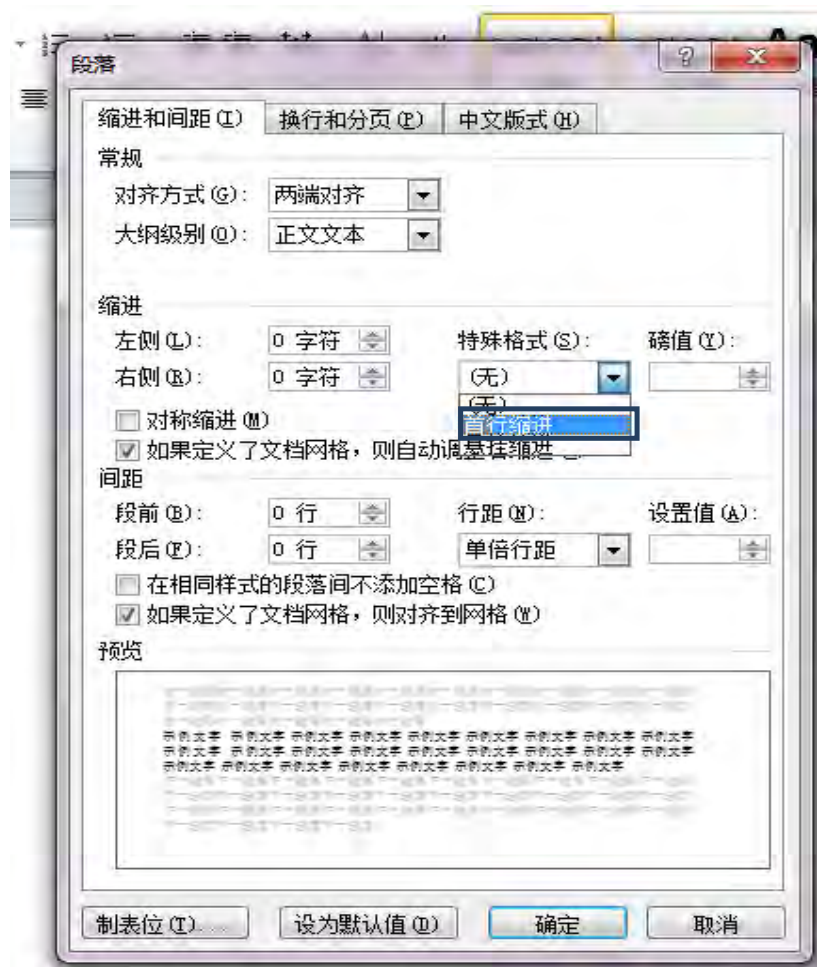 段落
缩进和间距(I) 换行和分页(P) 中文版式(H)
常规
对齐方式(G): 两端对齐
大纲级别(O): 正文文本
缩进
左侧(L): 0 字符 特殊格式(S): 磅值(Y):
右侧(R): 0 字符 (无)
(无)
对称缩进(M) 首行缩进
如果定义了文档网格，则自动调
间距
段前(B): 0 行 行距(N): 设置值(A):
段后(F): 0 行 单倍行距
在相同样式的段落间不添加空格(C)
如果定义了文档网格，则对齐到网格(W)
预览
示例文字 示例文字 示例文字 示例文字 示例文字 示例文字 示例文字 示例文字 示例文字
示例文字 示例文字 示例文字 示例文字 示例文字 示例文字 示例文字 示例文字 示例文字
示例文字 示例文字 示例文字 示例文字 示例文字 示例文字 示例文字 示例文字
制表位(T)... 设为默认值(D) 确定 取消